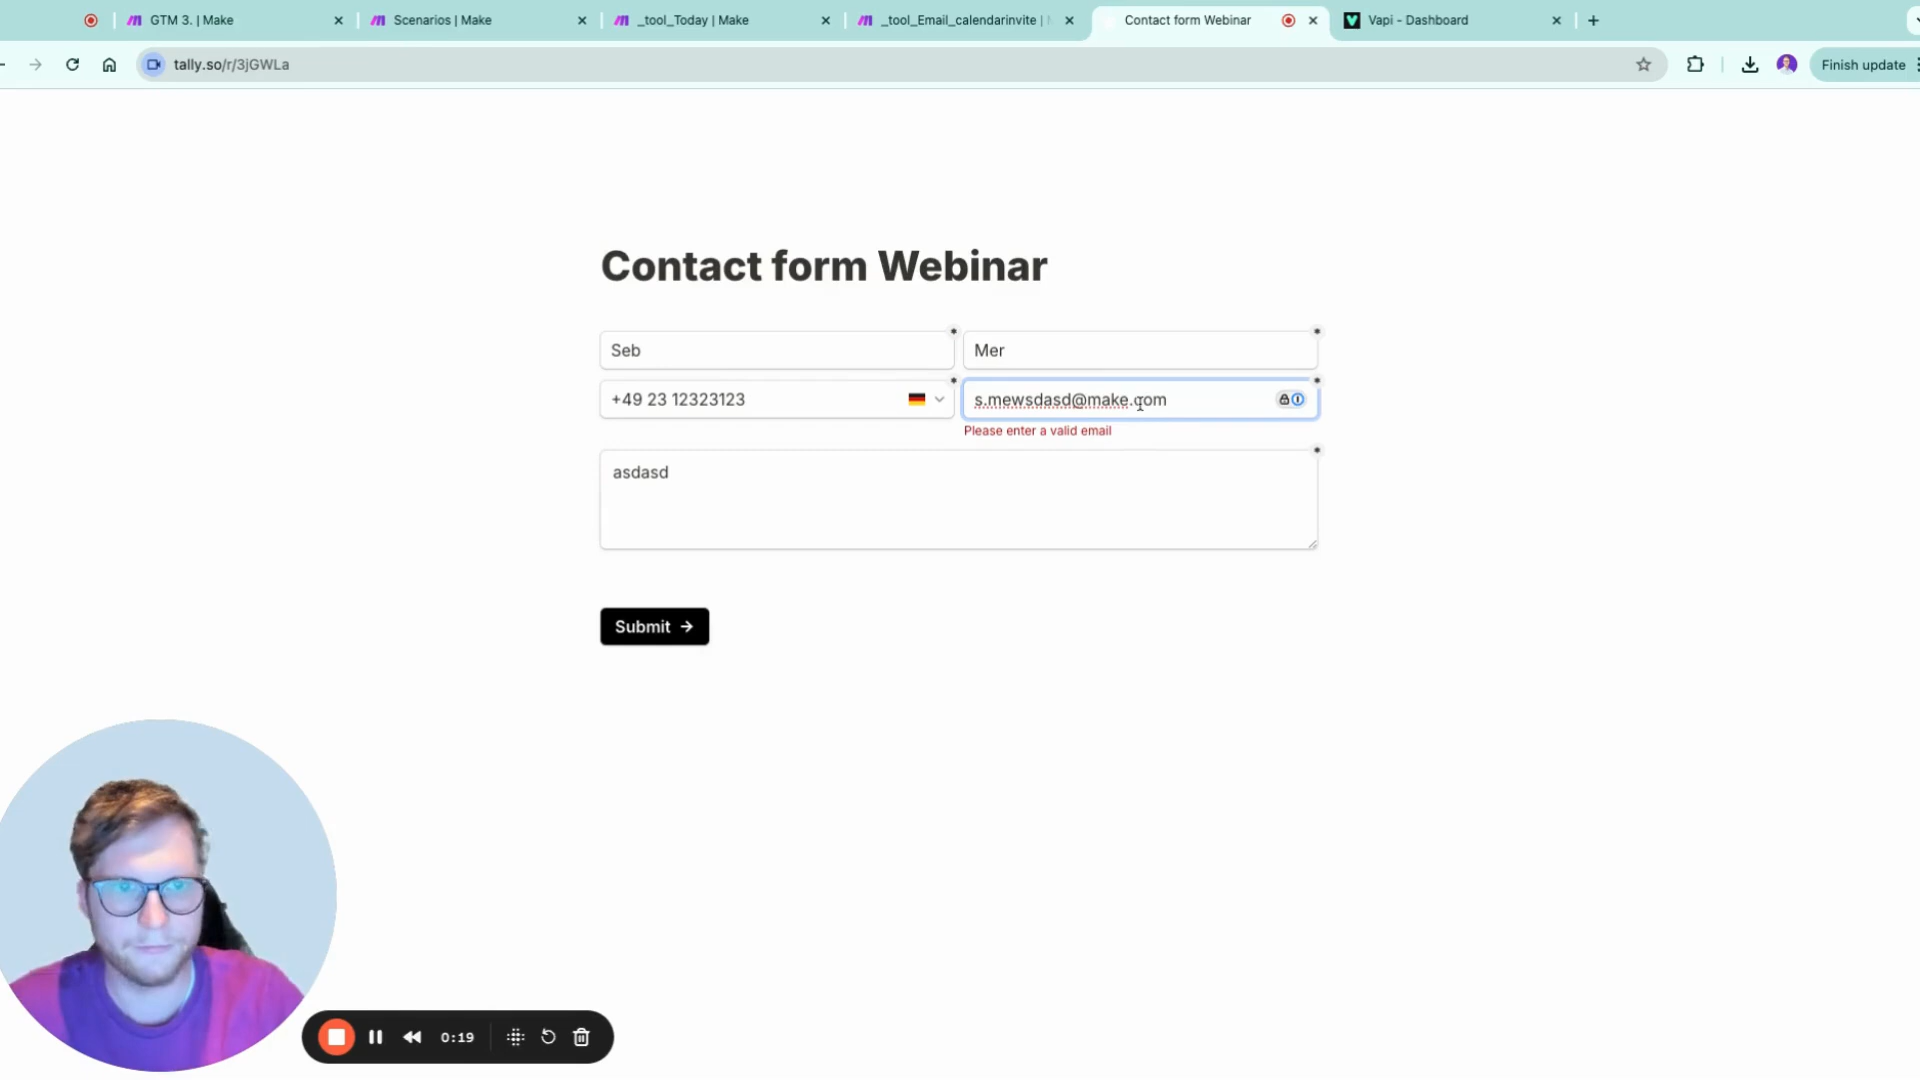 GTM 3. | Make
Scenarios | Make
_tool_Today | Make
_tool_Email_calendarinvite |
Contact form Webinar
Vapi - Dashboard
tally.so/r/3jGWLa
Finish update
Contact form Webinar
Seb
Mer
+49 23 12323123
s.mewsdasd@make.com
Please enter a valid email
asdasd
Submit →
0:19